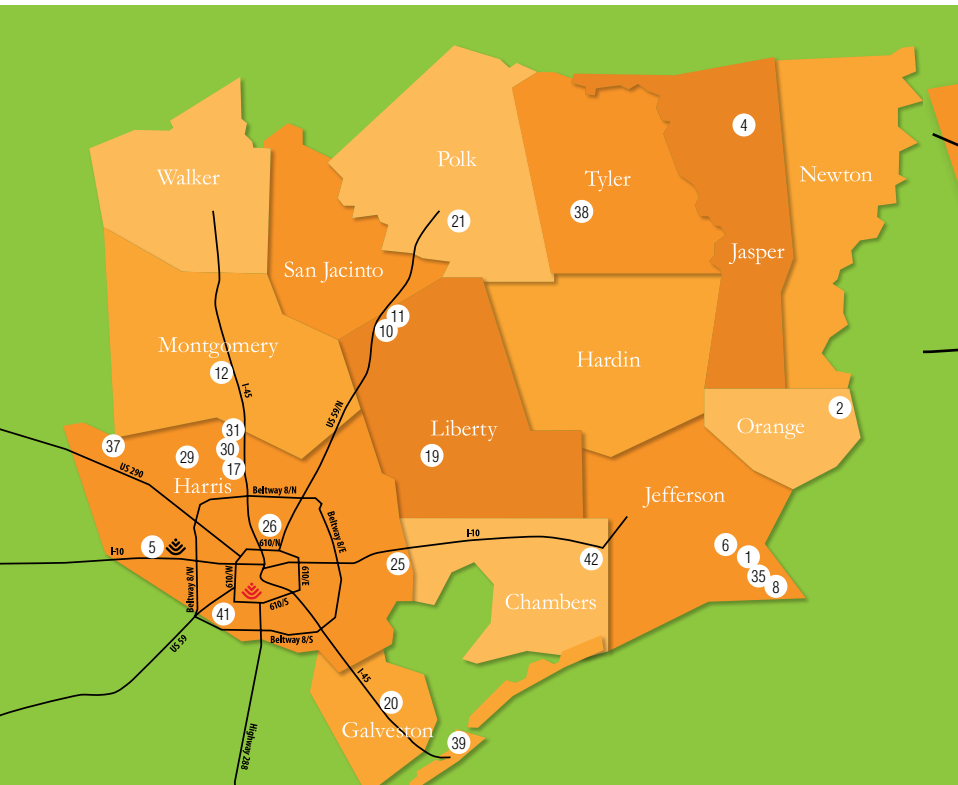 4
Polk
Walker
Tyler
Newton
38
21
Jasper
San Jacinto
11
10
Montgomery
Hardin
12
I-45
US 59/N
2
Orange
Liberty
31
37
30
29
19
17
US 290
Harris
Beltway 8/N
Jefferson
26
Beltway 8/E
610/N
I-10
6
5
I-10
1
42
25
610/W
610/E
35
Beltway 8/W
8
610/S
Chambers
41
Beltway 8/S
US 59
I-45
20
Galveston
39
Highway 288